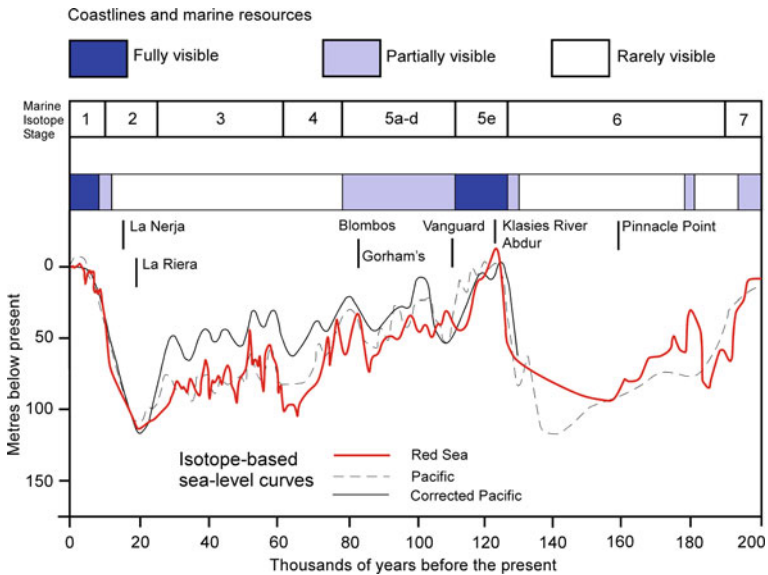 Coastlines and marine resources
Fully visible
Partially visible
Rarely visible
Marine
Isotope
Stage
1 2 3 4 5a-d 5e 6 7
La Nerja
La Riera
Blombos
Gorham's
Vanguard
Klasies River
Abdur
Pinnacle Point
Metres below present
0
50
100
150
Isotope-based
sea-level curves
Red Sea
Pacific
Corrected Pacific
0 20 40 60 80 100 120 140 160 180 200
Thousands of years before the present